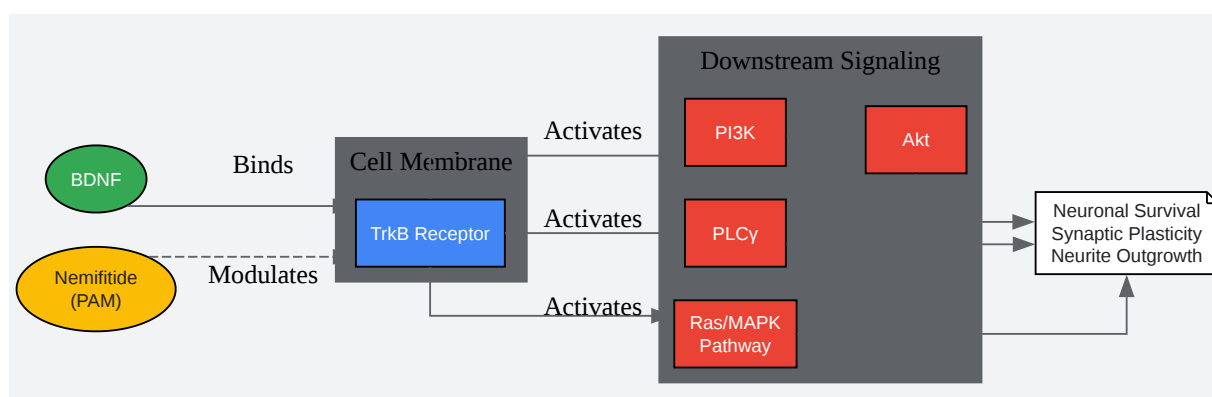 BDNF
Nemifitide
(PAM)
Binds
Modulates
Cell Membrane
TrkB Receptor
Activates
Activates
Activates
Downstream Signaling
PI3K
Akt
PLCγ
Ras/MAPK
Pathway
Neuronal Survival
Synaptic Plasticity
Neurite Outgrowth